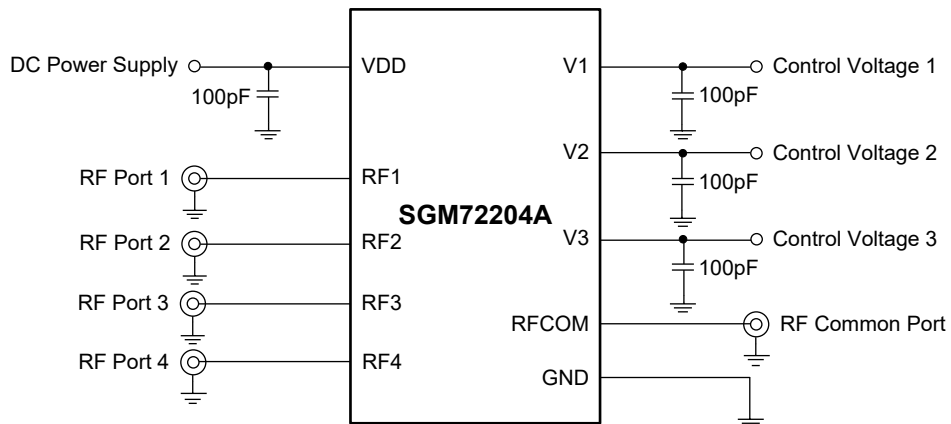 DC Power Supply
VDD
100pF
V1
Control Voltage 1
100pF
V2
Control Voltage 2
100pF
V3
Control Voltage 3
100pF
RF Port 1
RF1
SGM72204A
RF Port 2
RF2
RF Port 3
RF3
RFCOM
RF Common Port
RF Port 4
RF4
GND